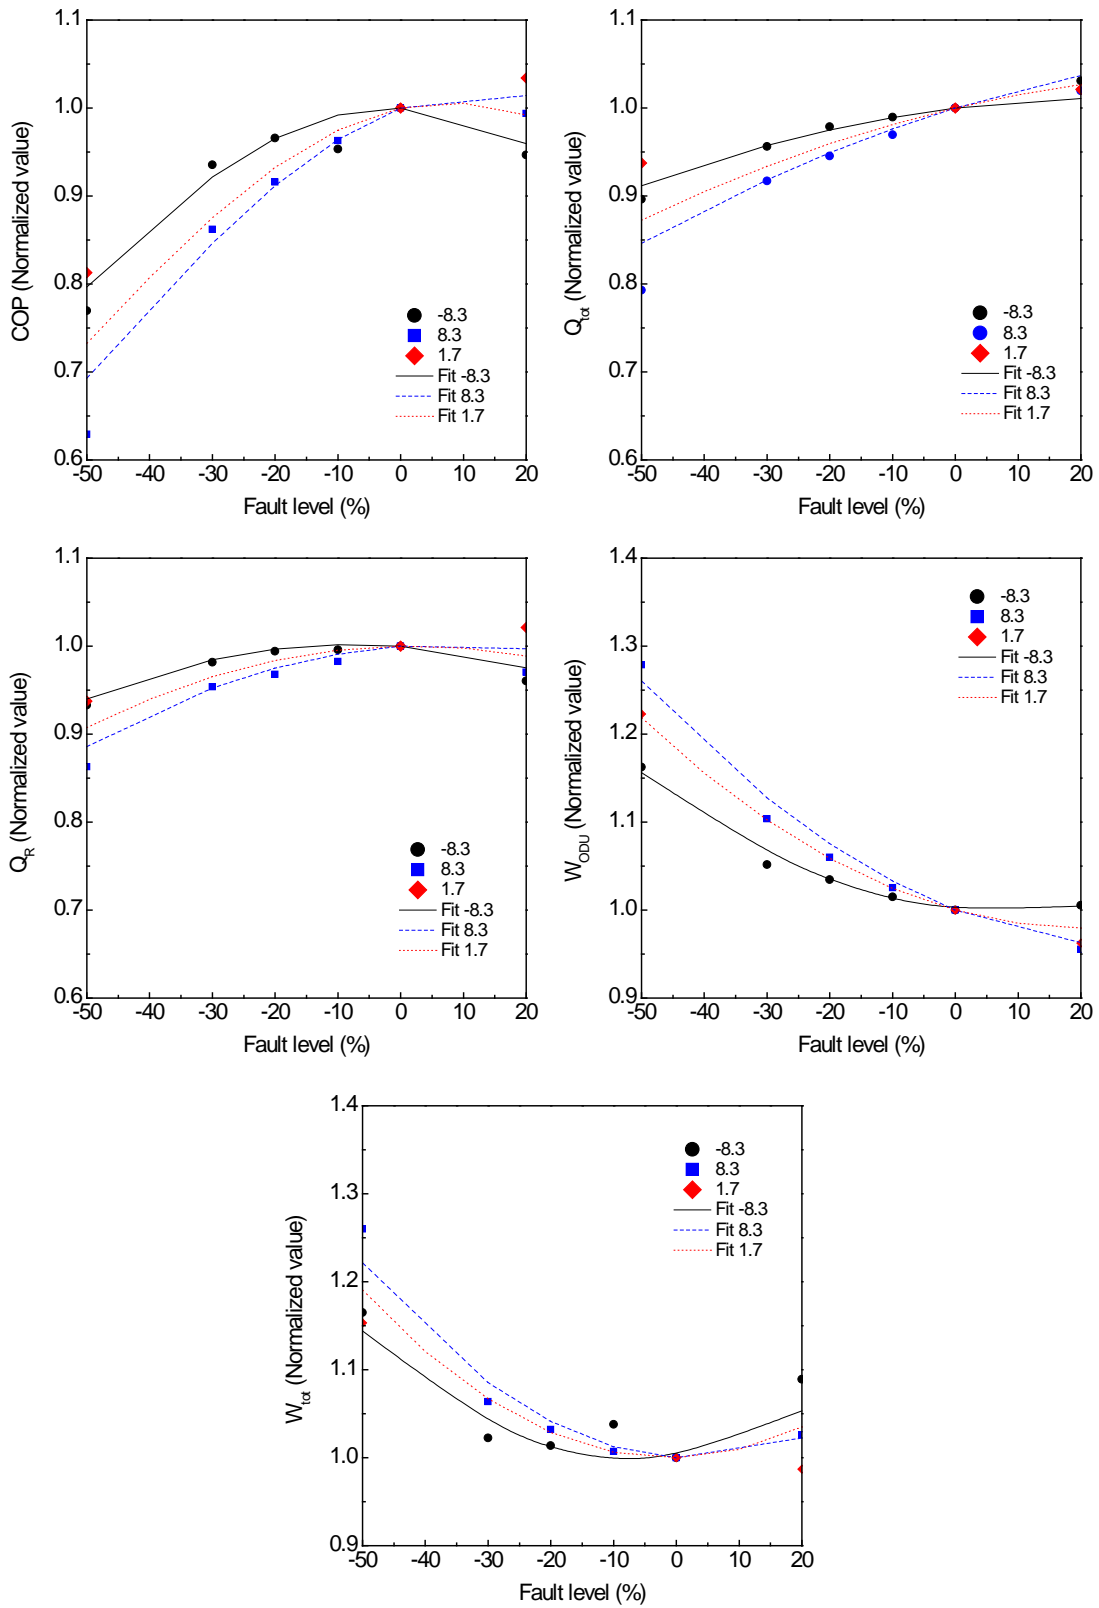 1.1
1.0
0.9
0.8
0.7
0.6
COP (Normalized value)
-8.3
8.3
1.7
Fit -8.3
Fit 8.3
Fit 1.7
-50 -40 -30 -20 -10 0 10 20
Fault level (%)
1.1
1.0
0.9
0.8
0.7
0.6
Qtot (Normalized value)
-8.3
8.3
1.7
Fit -8.3
Fit 8.3
Fit 1.7
-50 -40 -30 -20 -10 0 10 20
Fault level (%)
1.1
1.0
0.9
0.8
0.7
0.6
QR (Normalized value)
-8.3
8.3
1.7
Fit -8.3
Fit 8.3
Fit 1.7
-50 -40 -30 -20 -10 0 10 20
Fault level (%)
1.4
1.3
1.2
1.1
1.0
0.9
WODU (Normalized value)
-8.3
8.3
1.7
Fit -8.3
Fit 8.3
Fit 1.7
-50 -40 -30 -20 -10 0 10 20
Fault level (%)
1.4
1.3
1.2
1.1
1.0
0.9
Wtot (Normalized value)
-8.3
8.3
1.7
Fit -8.3
Fit 8.3
Fit 1.7
-50 -40 -30 -20 -10 0 10 20
Fault level (%)